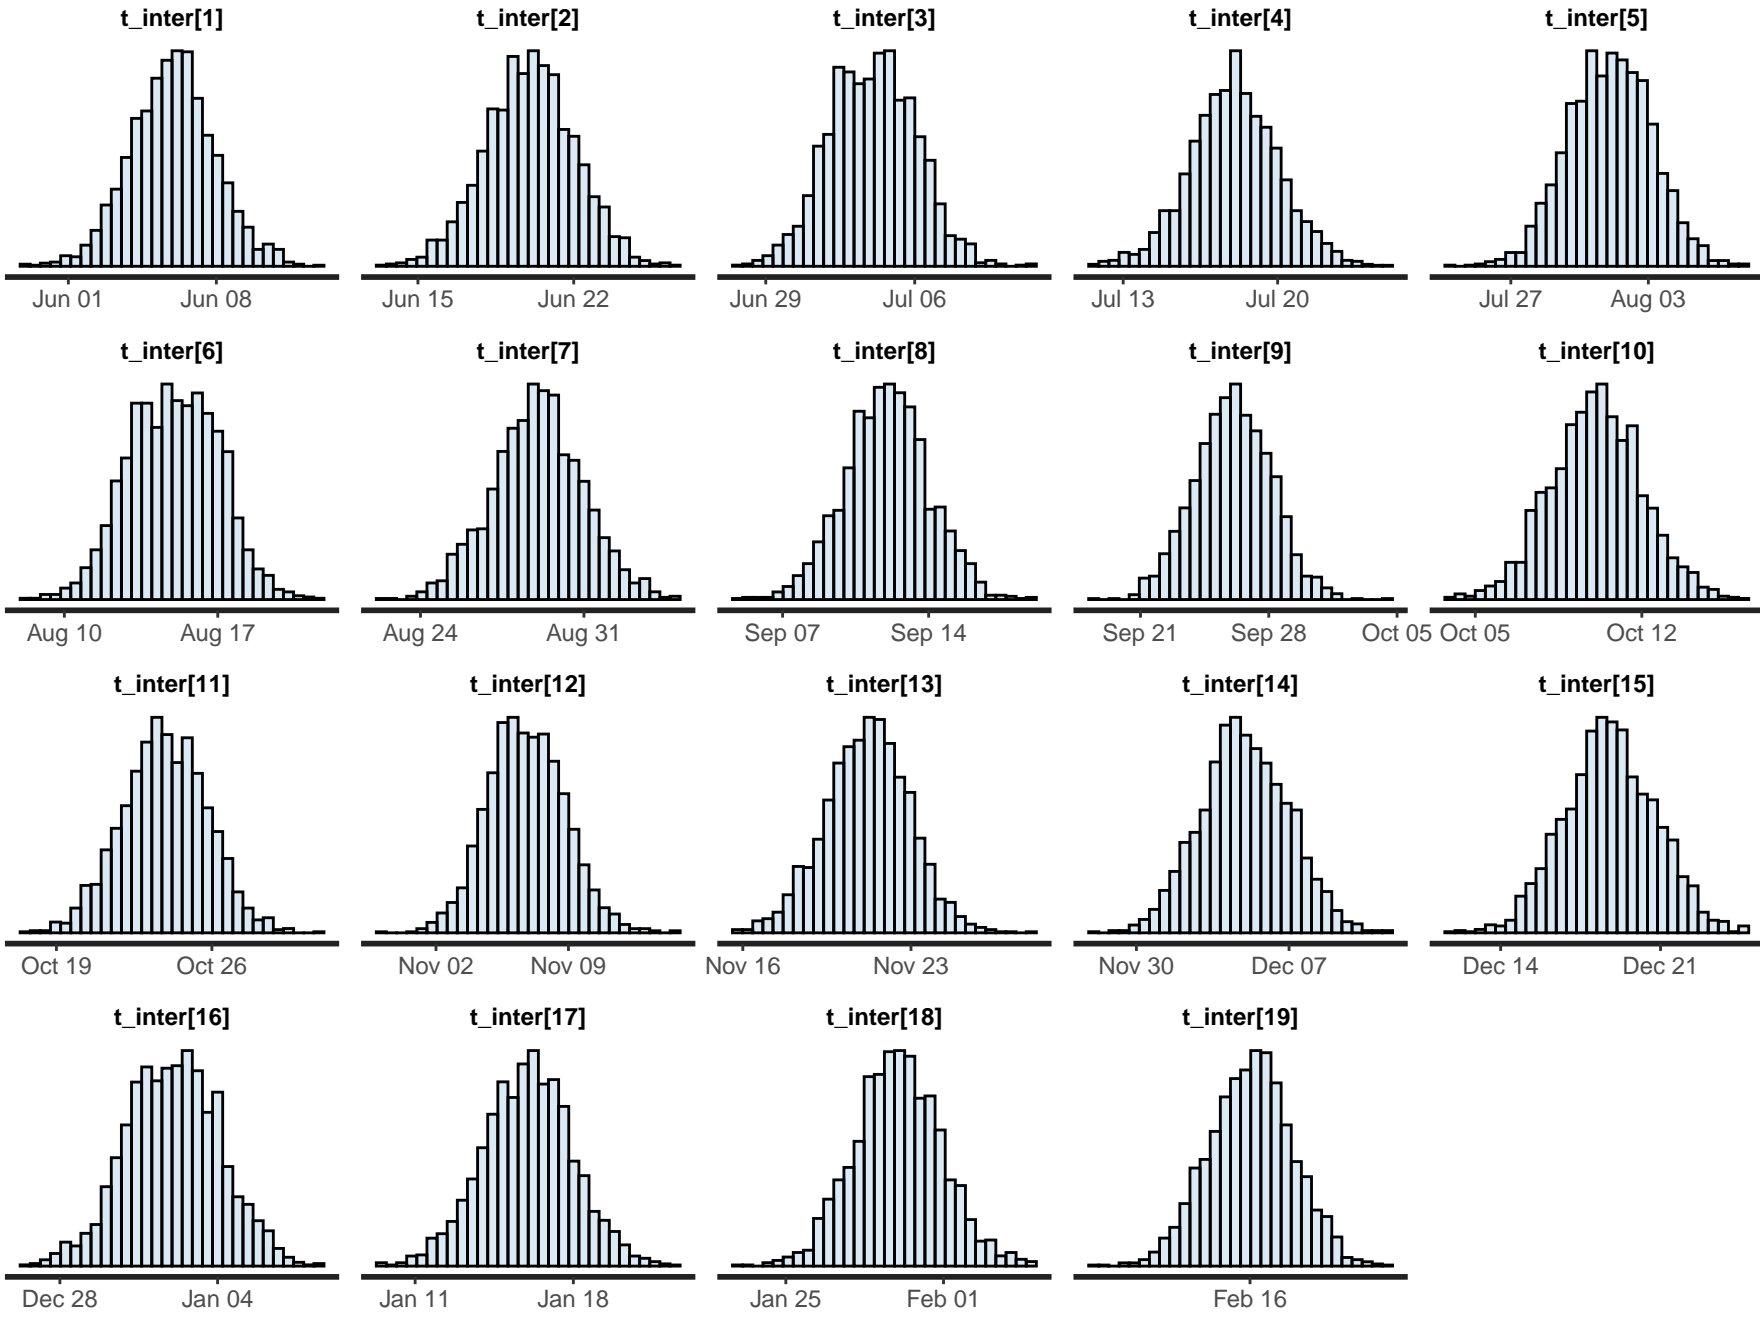 t_inter[1] t_inter[2] t_inter[3] t_inter[4] t_inter[5]
Jun 01 Jun 08 Jun 15 Jun 22 Jun 29 Jul 06 Jul 13 Jul 20 Jul 27 Aug 03
t_inter[6] t_inter[7] t_inter[8] t_inter[9] t_inter[10]
Aug 10 Aug 17 Aug 24 Aug 31 Sep 07 Sep 14 Sep 21 Sep 28 Oct 05 Oct 05 Oct 12
t_inter[11] t_inter[12] t_inter[13] t_inter[14] t_inter[15]
Oct 19 Oct 26 Nov 02 Nov 09 Nov 16 Nov 23 Nov 30 Dec 07 Dec 14 Dec 21
t_inter[16] t_inter[17] t_inter[18] t_inter[19]
Dec 28 Jan 04 Jan 11 Jan 18 Jan 25 Feb 01 Feb 16